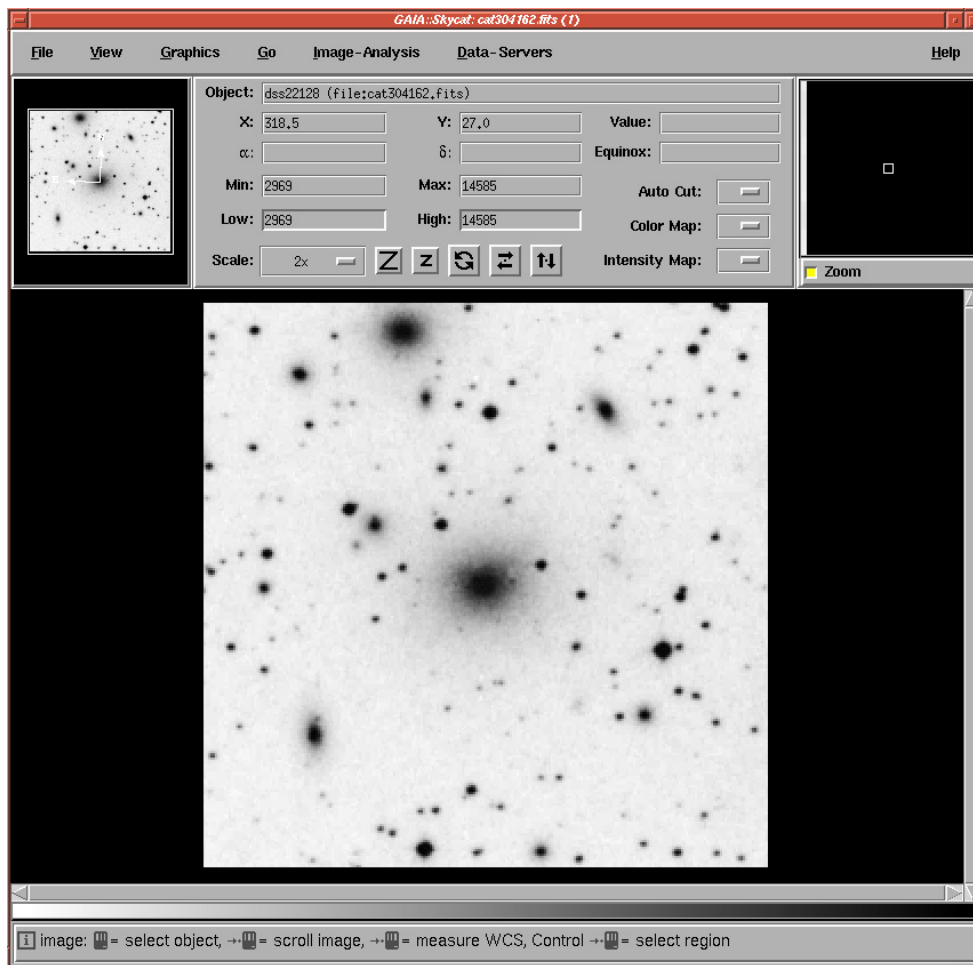 GAIA::Skycat: cat304162.fits (1)
File View Graphics Go Image-Analysis Data-Servers Help
Object: dss22128 (file:cat304162.fits)
X: 318.5 Y: 27.0 Value:
α: δ: Equinox:
Min: 2969 Max: 14585 Auto Cut:
Low: 2969 High: 14585 Color Map:
Scale: 2x Z z Intensity Map:
Zoom
i image: = select object, = scroll image, = measure WCS, Control = select region